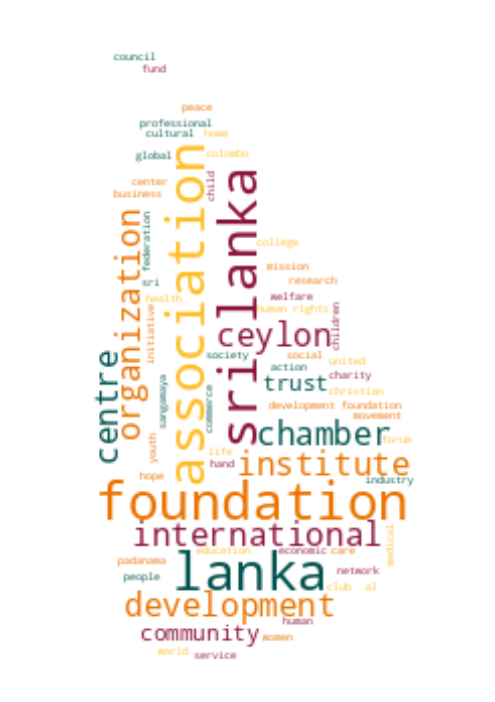 council
fund
peace
professional
cultural home
global
colombo
association
sri lanka
child
center
business
organization
federation
college
sri
mission
research
health
welfare
human rights
initiative
children
ceylon
centre
society
social
united
action
trust
charity
sangamaya
commerce
christian
development foundation
movement
chamber
forum
youth
life
hand
institute
hope
industry
foundation
international
medical
education
economic care
padanama
lanka
people
network
club al
development
human
community
women
world
service